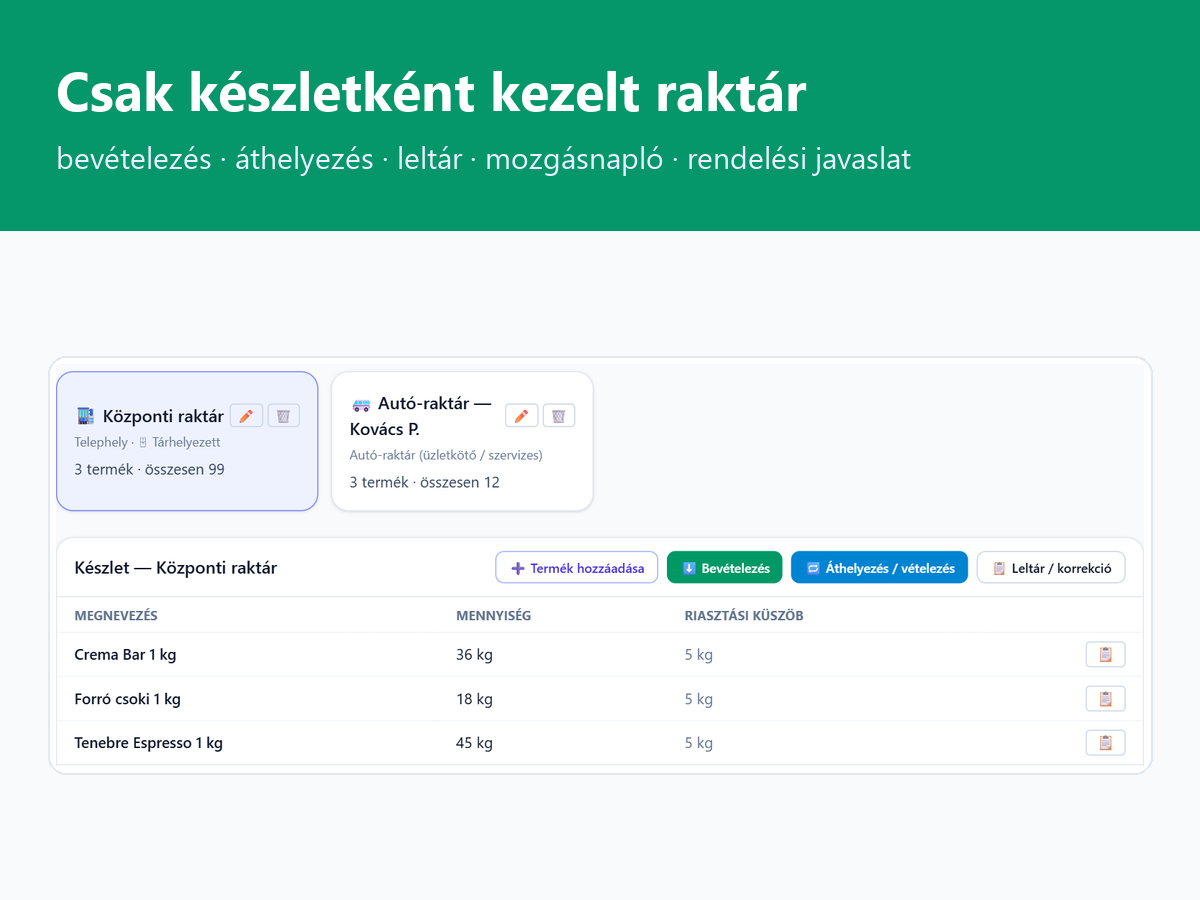 Csak készletként kezelt raktár
bevételezés · áthelyezés · leltár · mozgásnapló · rendelési javaslat
Központi raktár
Telephely · Tárhelyezett
3 termék · összesen 99
Autó-raktár —
Kovács P.
Autó-raktár (üzletkötő / szervizes)
3 termék · összesen 12
Készlet — Központi raktár
Termék hozzáadása
Bevételezés
Áthelyezés / vételezés
Leltár / korrekció
MEGNEVEZÉS MENNYISÉG RIASZTÁSI KÜSZÖB
Crema Bar 1 kg 36 kg 5 kg
Forró csoki 1 kg 18 kg 5 kg
Tenebre Espresso 1 kg 45 kg 5 kg